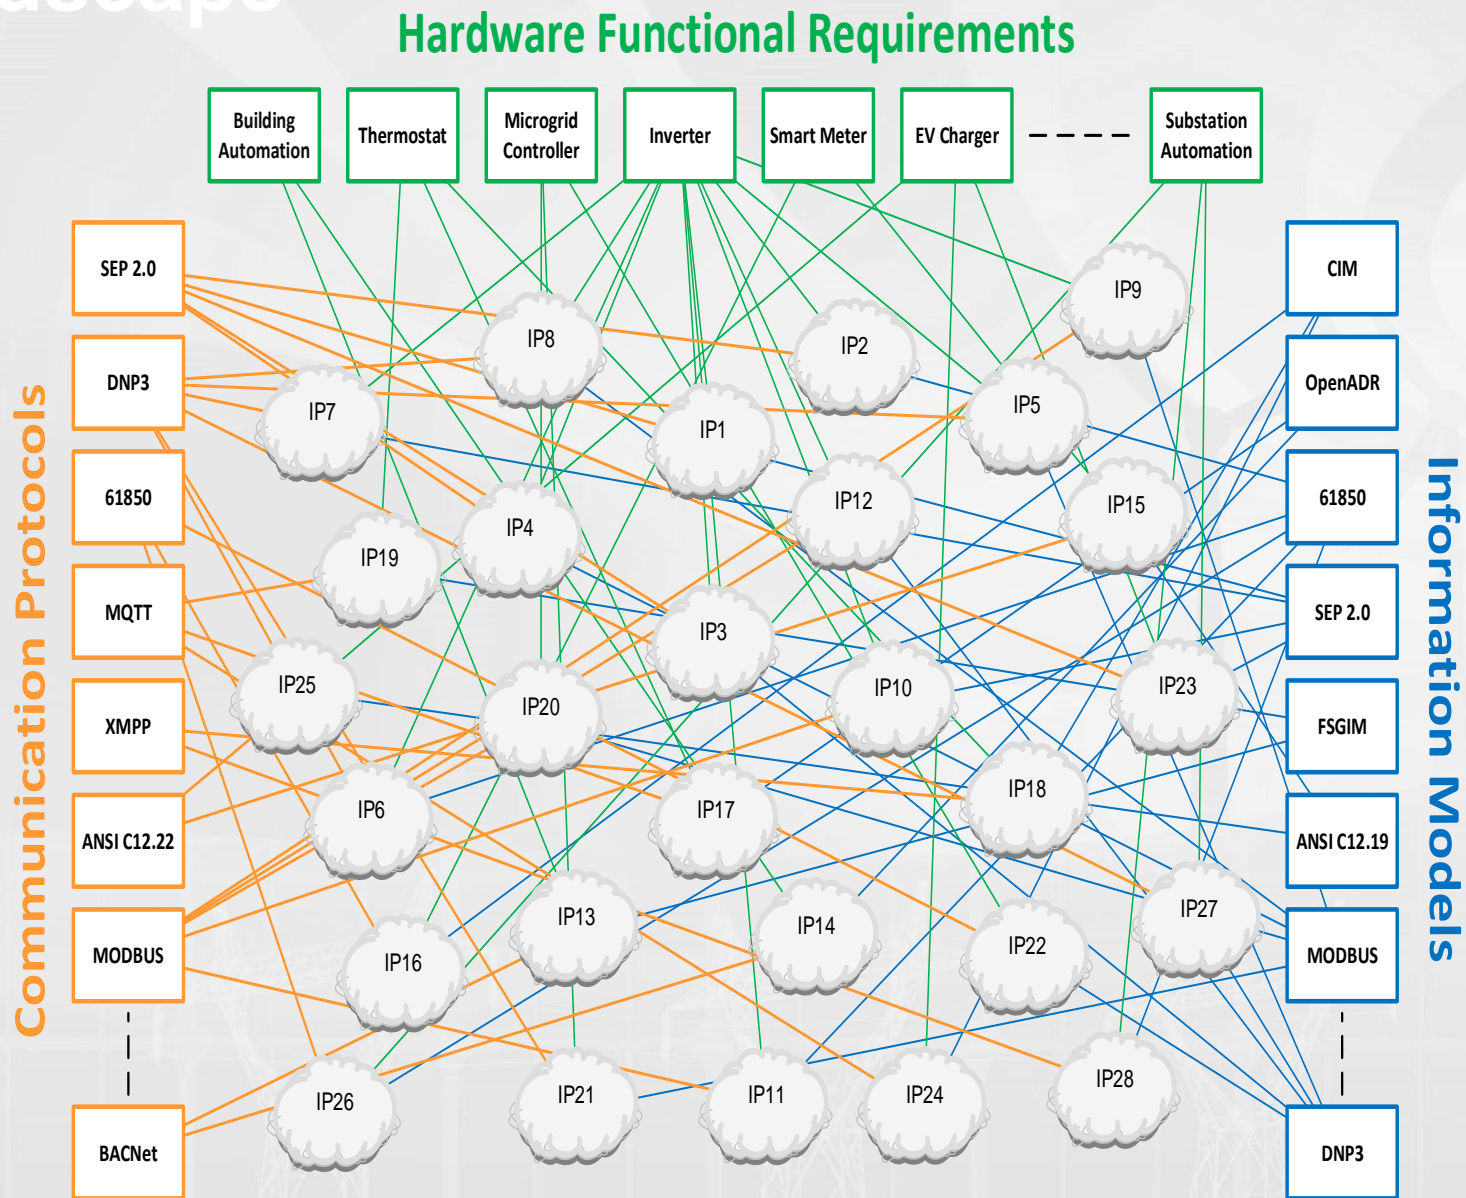 Hardware Functional Requirements
Building
Automation
Thermostat
Microgrid
Controller
Inverter
Smart Meter
EV Charger
Substation
Automation
Communication Protocols
SEP 2.0
DNP3
61850
MQTT
XMPP
ANSI C12.22
MODBUS
BACNet
IP9
IP8
IP2
IP7
IP1
IP5
IP12
IP15
IP4
IP19
IP3
IP25
IP20
IP10
IP23
IP6
IP17
IP18
IP16
IP13
IP14
IP22
IP27
IP26
IP21
IP11
IP24
IP28
CIM
OpenADR
61850
SEP 2.0
FSGIM
ANSI C12.19
MODBUS
DNP3
Information Models